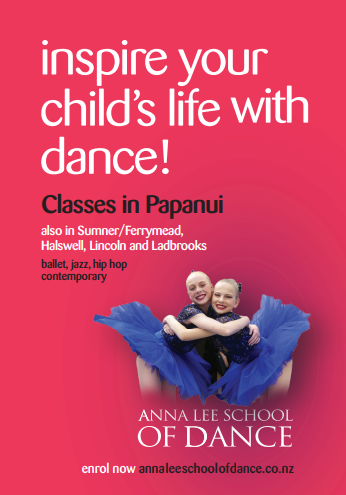 inspire your
child's life with
dance!
Classes in Papanui
also in Sumner/Ferrymead,
Halswell, Lincoln and Ladbrooks
ballet, jazz, hip hop
contemporary
ANNA LEE SCHOOL
OF DANCE
enrol now annaleeschoolofdance.co.nz